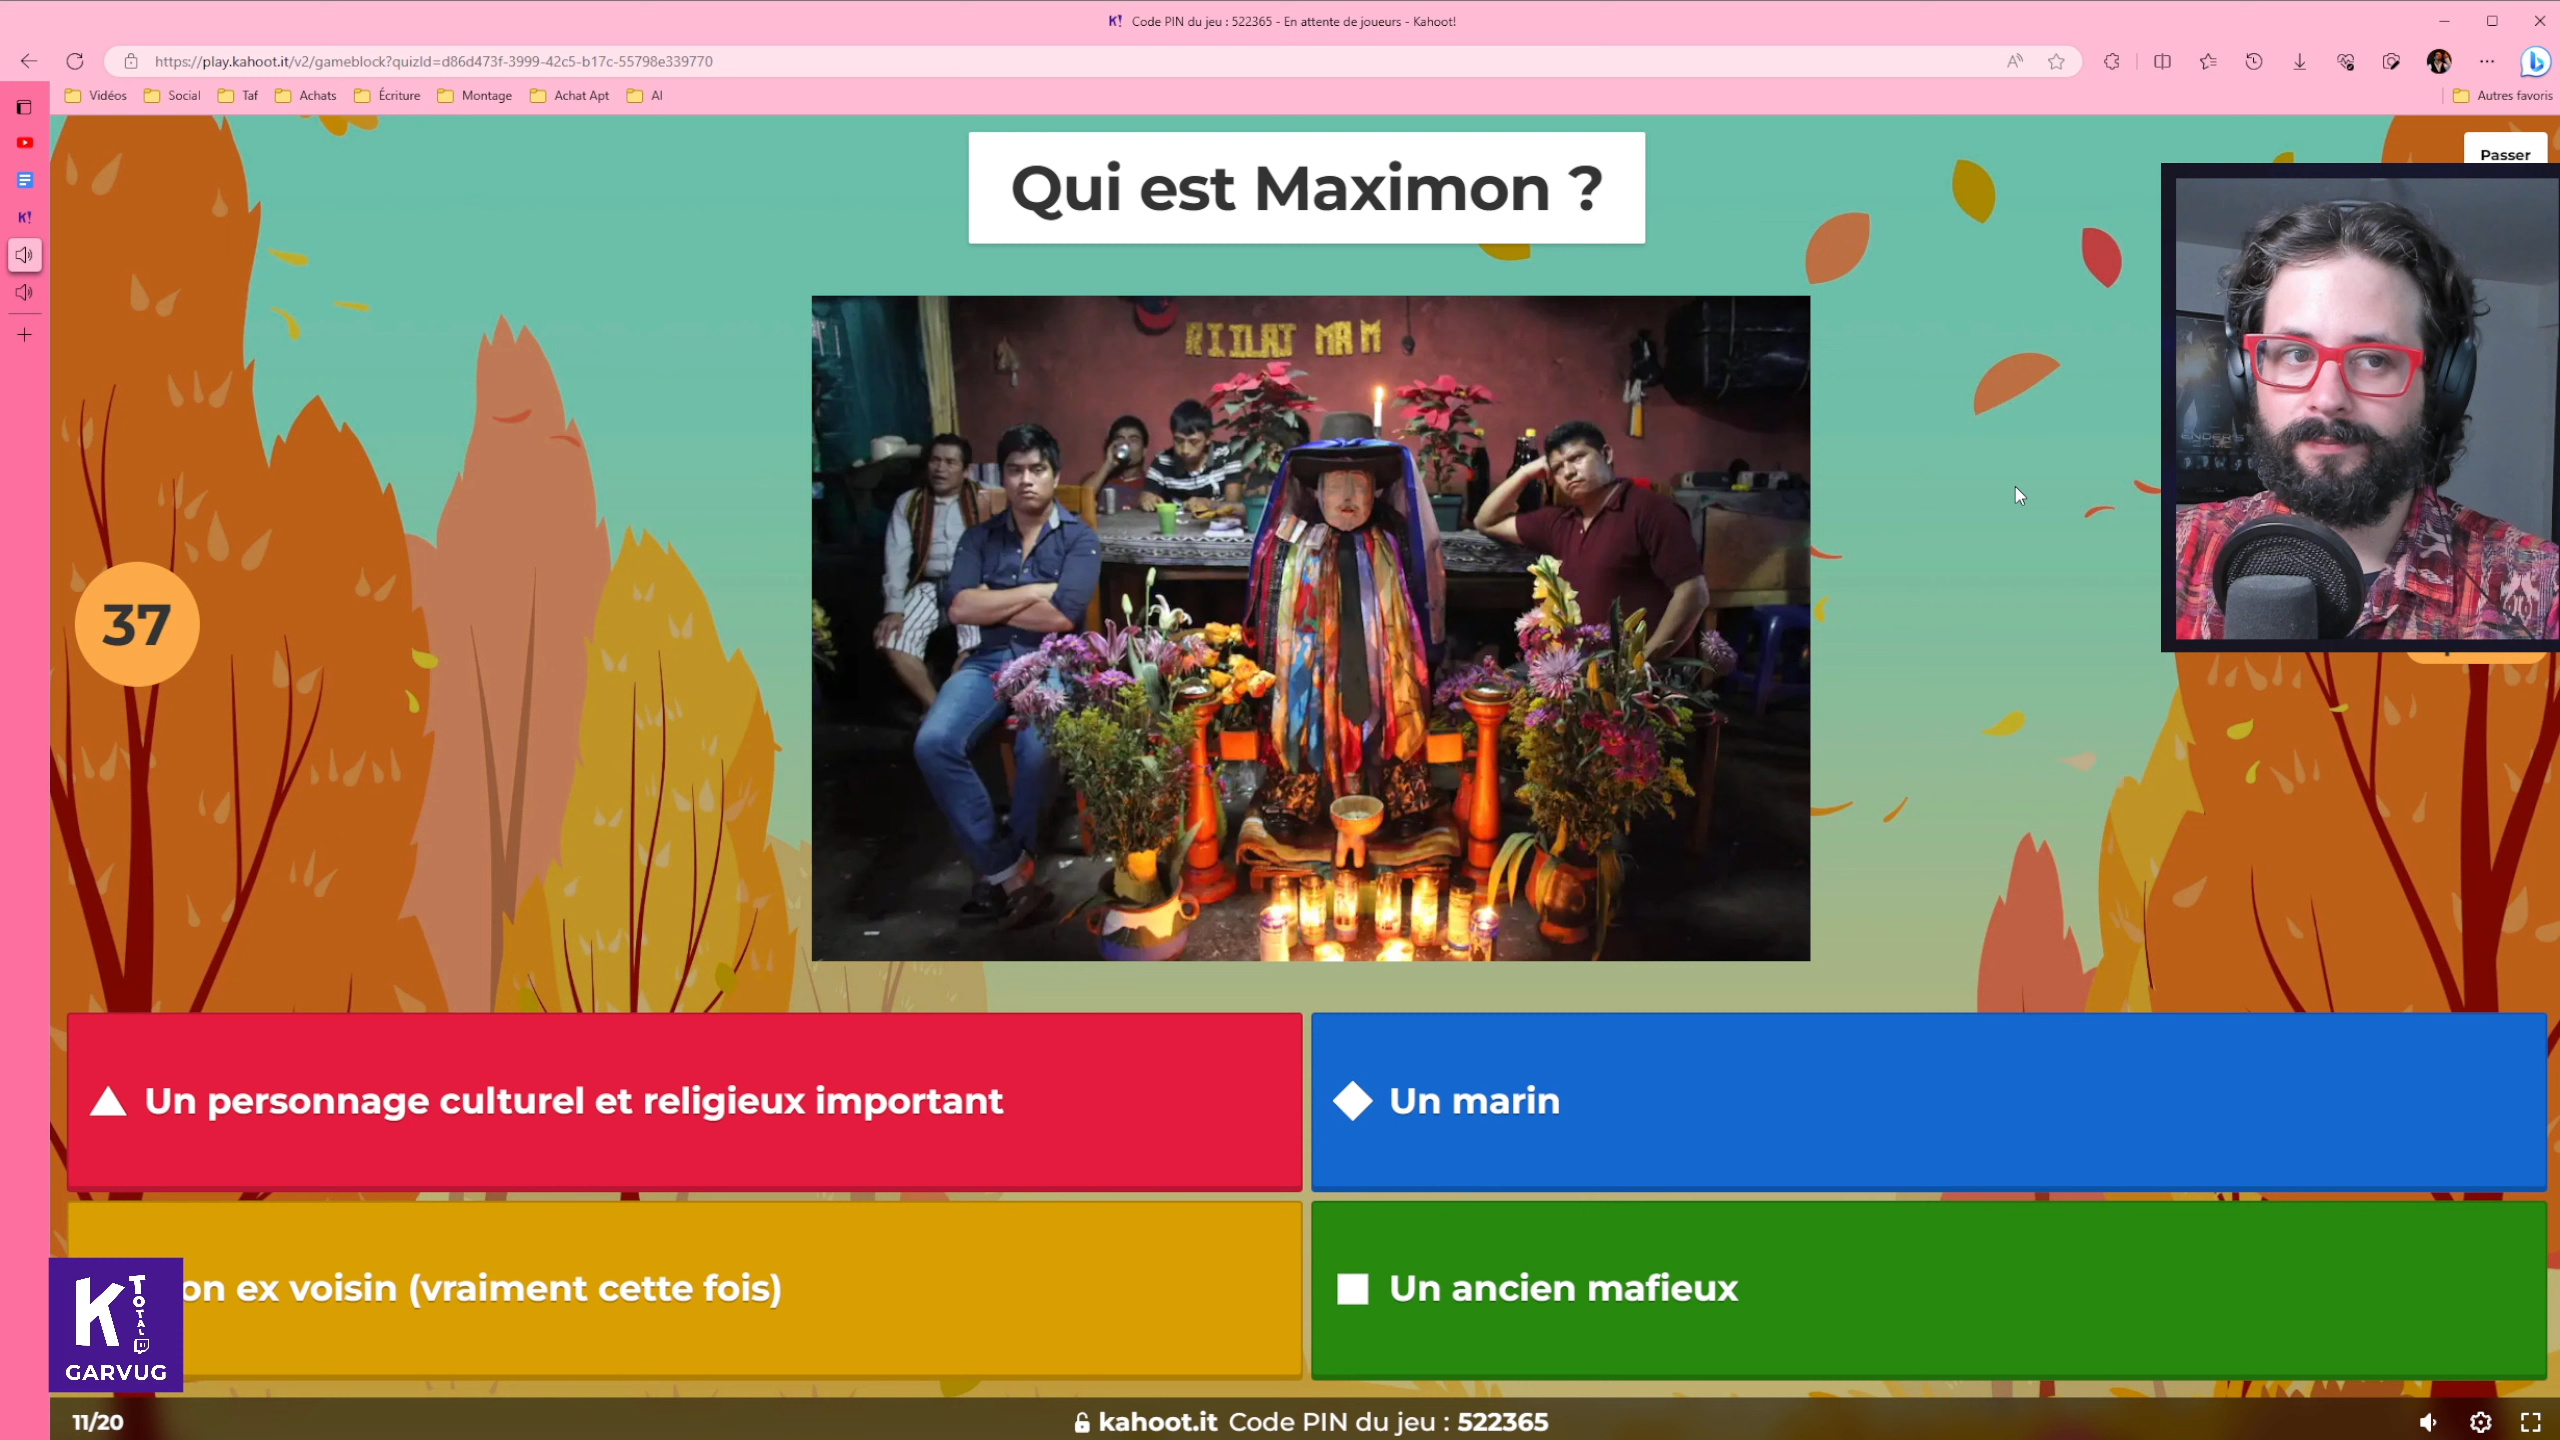 Code PIN du jeu : 522365 - En attente de joueurs - Kahoot!
https://play.kahoot.it/v2/gameblock?quizId=d86d473f-3999-42c5-b17c-55798e339770
Vidéos Social Taf Achats Écriture Montage Achat Apt AI Autres favoris
Qui est Maximon ?
Passer
RIILAJ MAM
37
Un personnage culturel et religieux important
Un marin
on ex voisin (vraiment cette fois)
Un ancien mafieux
K TOTAL
GARVUG
11/20
kahoot.it Code PIN du jeu : 522365